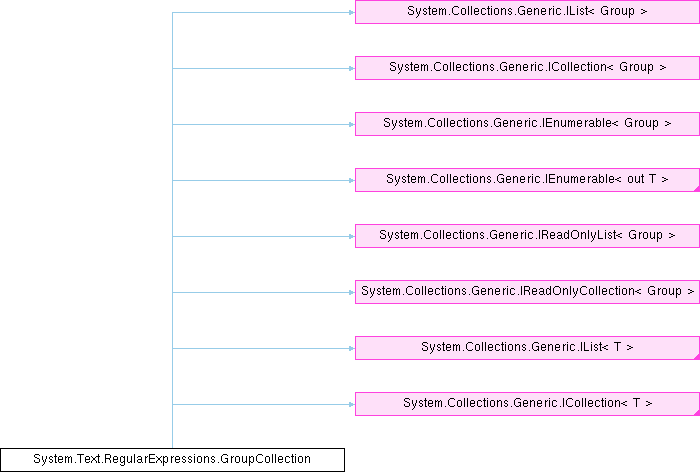 System.Collections.Generic.IList< Group >
System.Collections.Generic.ICollection< Group >
System.Collections.Generic.IEnumerable< Group >
System.Collections.Generic.IEnumerable< out T >
System.Collections.Generic.IReadOnlyList< Group >
System.Collections.Generic.IReadOnlyCollection< Group >
System.Collections.Generic.IList< T >
System.Collections.Generic.ICollection< T >
System.Text.RegularExpressions.GroupCollection